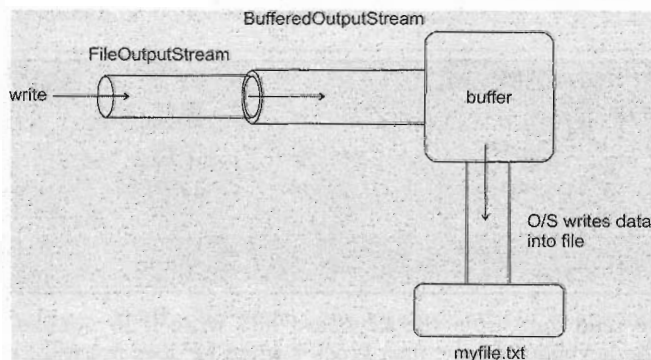 BufferedOutputStream
FileOutputStream
write
buffer
O/S writes data
into file
myfile.txt